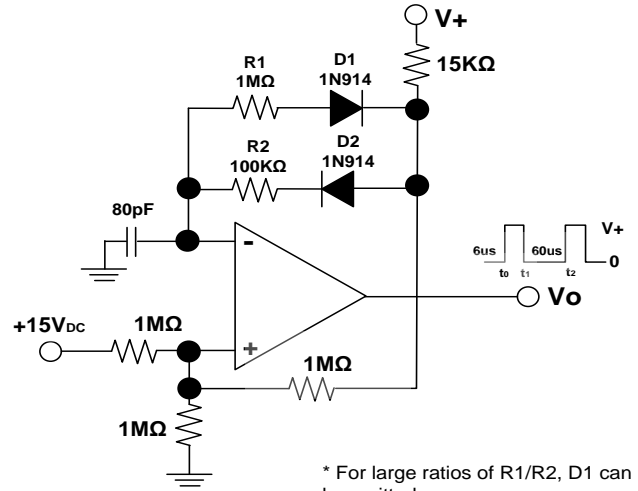 V+
15KΩ
R1
1MΩ
D1
1N914
R2
100KΩ
D2
1N914
80pF
-
+
6us
60us
V+
0
t0
t1
t2
Vo
+15VDC
1MΩ
1MΩ
1MΩ
* For large ratios of R1/R2, D1 can